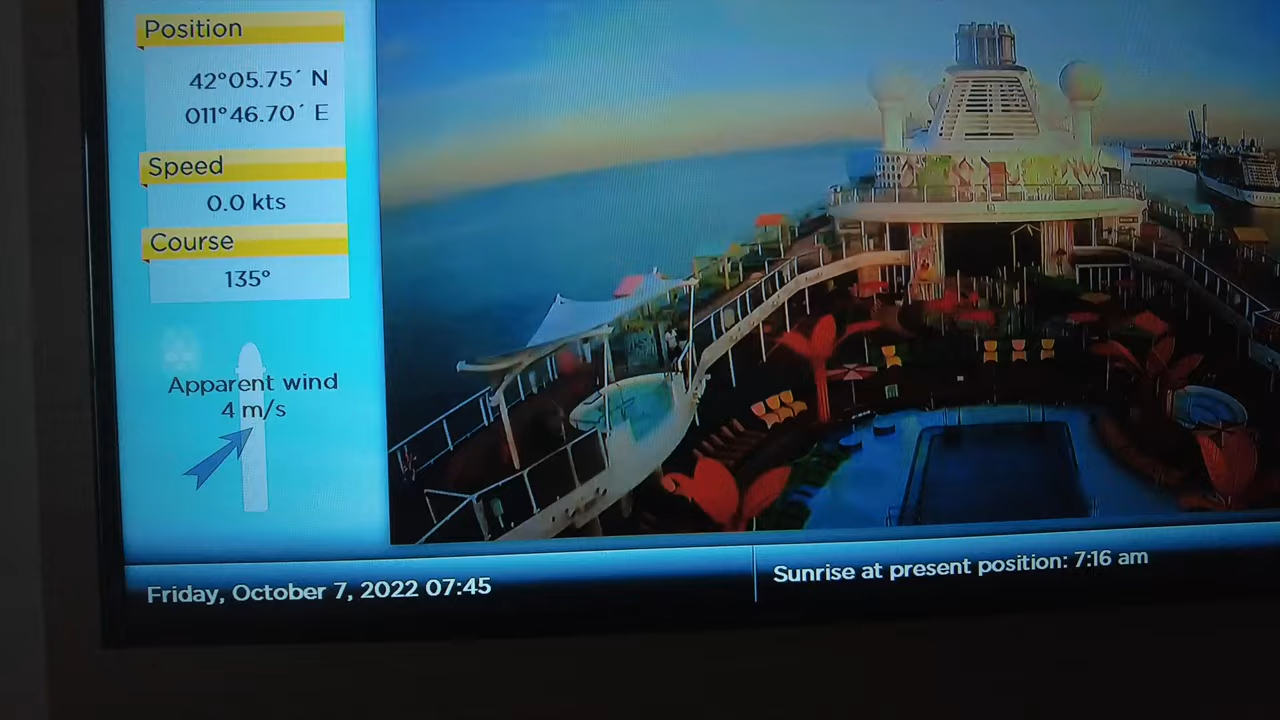 Position
42°05.75´ N
011°46.70´ E
Speed
0.0 kts
Course
135°
Apparent wind
4 m/s
Friday, October 7, 2022 07:45
Sunrise at present position: 7:16 am